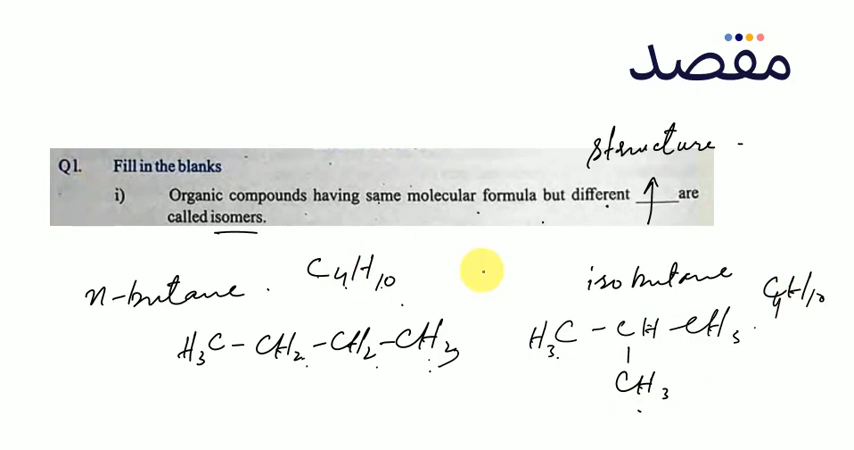 مقصد
structure -
Q1. Fill in the blanks
i) Organic compounds having same molecular formula but different ____ are
called isomers.
n-butane . C4H10
isobutane C4H10
H3C - CH2 - CH2 - CH3
H3C - CH - CH3
|
CH3